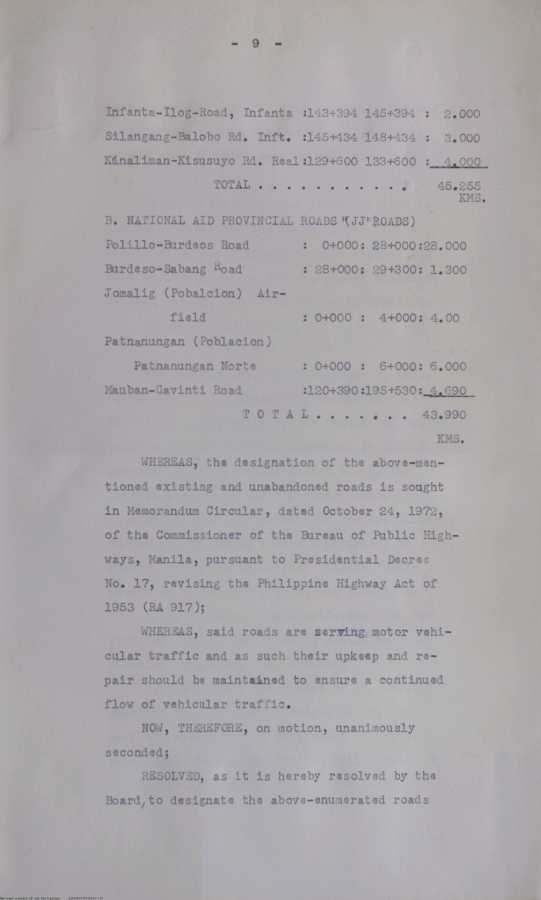 - 9 -
Infanta-Ilog-Road, Infanta :143+394 145+394 : 2.000
Silangang-Balobo Rd. Inft. :145+434 148+434 : 3.000
Kinaliman-Kisusuyo Rd. Real:129+600 133+600 : 4.000
TOTAL . . . . . . . . . . . . 45.255
KMS.
B. NATIONAL AID PROVINCIAL ROADS "(JJ"ROADS)
Polillo-Burdeos Road : 0+000: 28+000:28.000
Burdeso-Sabang Road : 28+000: 29+300: 1.300
Jomalig (Pobalcion) Air-
field : 0+000 : 4+000: 4.00
Patnanungan (Poblacion)
Patnanungan Norte : 0+000 : 6+000: 6.000
Mauban-Cavinti Road :120+390:195+530: 4.690
T O T A L . . . . . . . 43.990
KMS.
WHEREAS, the designation of the above-men-
tioned existing and unabandoned roads is sought
in Memorandum Circular, dated October 24, 1972,
of the Commissioner of the Bureau of Public High-
ways, Manila, pursuant to Presidential Decree
No. 17, revising the Philippine Highway Act of
1953 (RA 917);
WHEREAS, said roads are serving motor vehi-
cular traffic and as such their upkeep and re-
pair should be maintained to ensure a continued
flow of vehicular traffic.
NOW, THEREFORE, on motion, unanimously
seconded;
RESOLVED, as it is hereby resolved by the
Board, to designate the above-enumerated roads